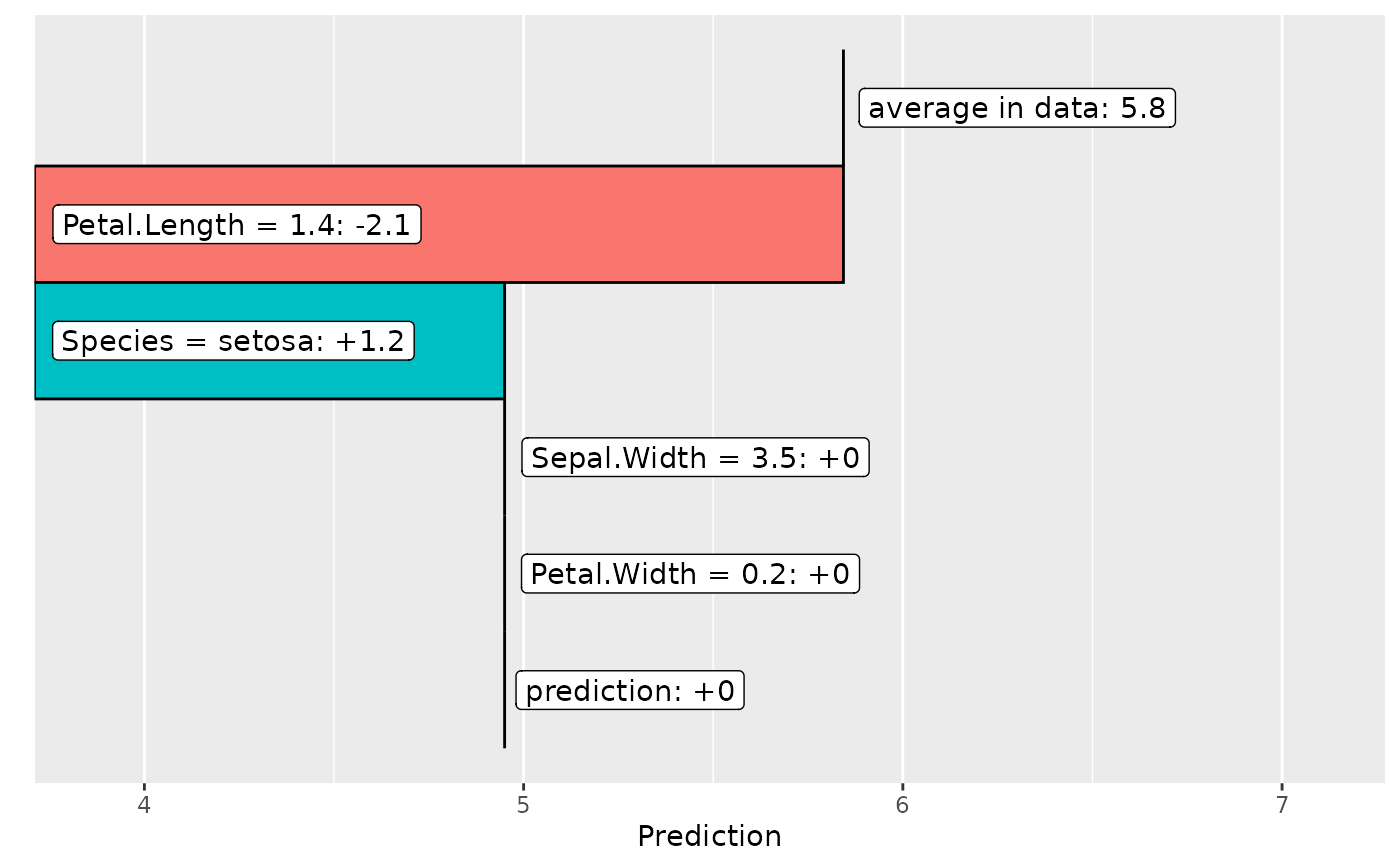 average in data: 5.8
Petal.Length = 1.4: -2.1
Species = setosa: +1.2
Sepal.Width = 3.5: +0
Petal.Width = 0.2: +0
prediction: +0
4 5 6 7
Prediction